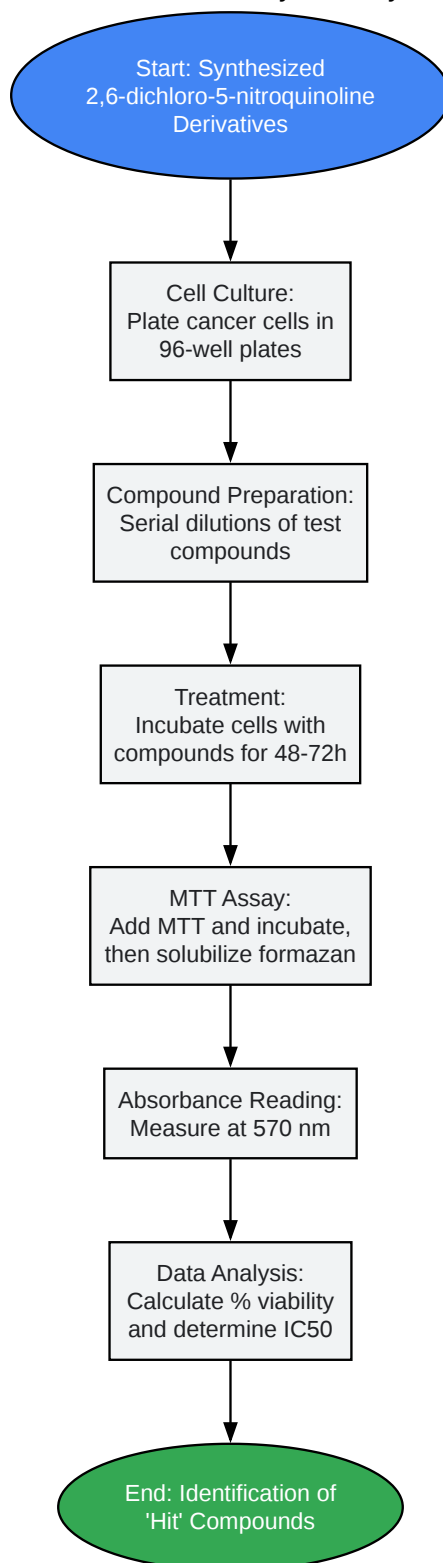 Start: Synthesized
2,6-dichloro-5-nitroquinoline
Derivatives
Cell Culture:
Plate cancer cells in
96-well plates
Compound Preparation:
Serial dilutions of test
compounds
Treatment:
Incubate cells with
compounds for 48-72h
MTT Assay:
Add MTT and incubate,
then solubilize formazan
Absorbance Reading:
Measure at 570 nm
Data Analysis:
Calculate % viability
and determine IC50
End: Identification of
'Hit' Compounds